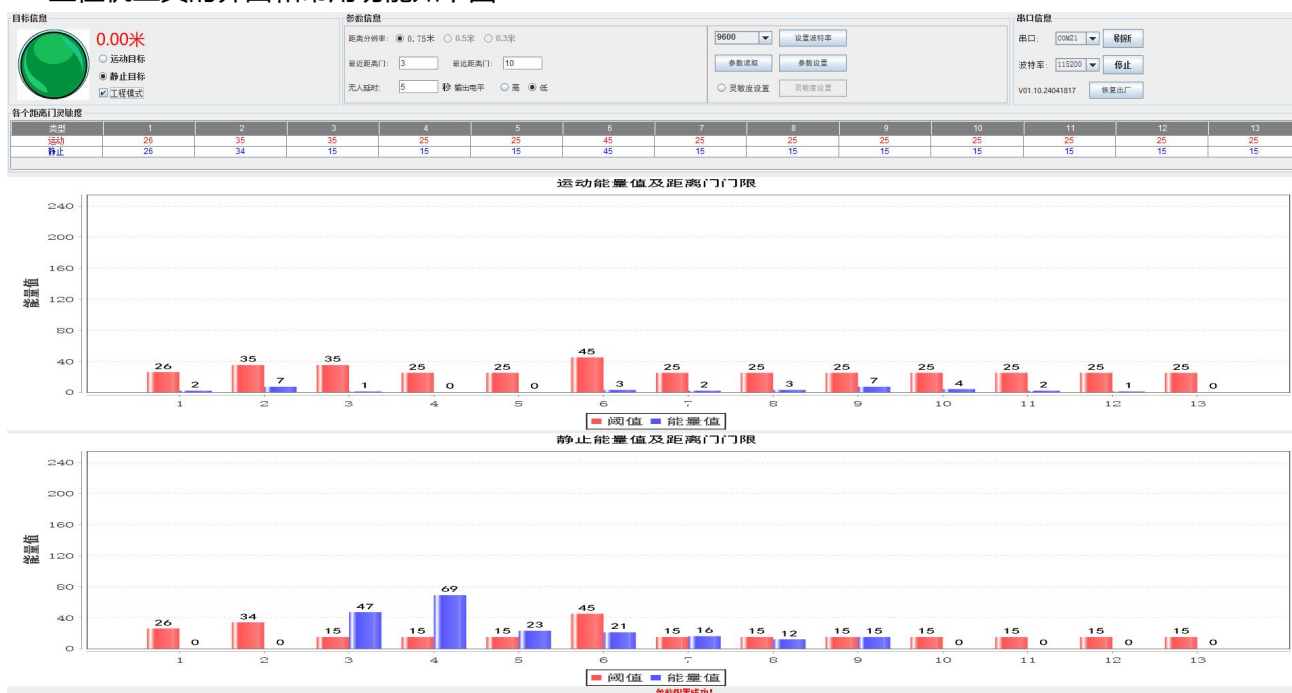 目标信息
0.00米
运动目标
静止目标
工程模式
参数信息
距离分辨率: 0.75米 0.5米 0.3米
最近距离门: 3 最远距离门: 10
无人延时: 5 秒 输出电平 高 低
9600 设置波特率
参数读取 参数设置
灵敏度设置 灵敏度设置
串口信息
串口: COM21 刷新
波特率: 115200 停止
V01.10.24041817 恢复出厂
各个距离门灵敏度
类型 1 2 3 4 5 6 7 8 9 10 11 12 13
运动 26 35 35 25 25 45 25 25 25 25 25 25 25
静止 26 34 15 15 15 45 15 15 15 15 15 15 15
运动能量值及距离门门限
能量值
240
200
160
120
80
40
0
26 2 35 7 35 1 25 0 25 0 45 3 25 2 25 3 25 7 25 4 25 2 25 1 25 0
1 2 3 4 5 6 7 8 9 10 11 12 13
阈值 能量值
静止能量值及距离门门限
能量值
240
200
160
120
80
40
0
26 0 34 0 15 47 15 69 15 23 45 21 15 16 15 12 15 15 15 0 15 0 15 0 15 0
1 2 3 4 5 6 7 8 9 10 11 12 13
阈值 能量值